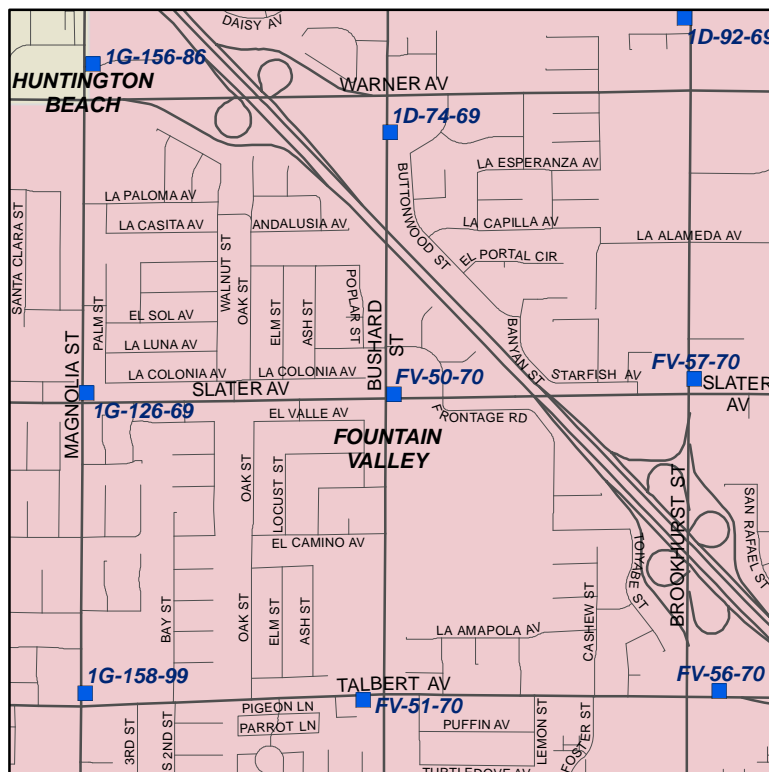 DAISY AV
1D-92-69
1G-156-86
HUNTINGTON
BEACH
WARNER AV
1D-74-69
LA ESPERANZA AV
BUTTONWOOD ST
LA PALOMA AV
LA CASITA AV
ANDALUSIA AV
LA CAPILLA AV
LA ALAMEDA AV
SANTA CLARA ST
WALNUT ST
OAK ST
EL PORTAL CIR
PALM ST
ELM ST
ASH ST
POPLAR ST
EL SOL AV
LA LUNA AV
BUSHARD
ST
BANYAN ST
MAGNOLIA ST
LA COLONIA AV
LA COLONIA AV
STARFISH AV
FV-57-70
SLATER AV
FV-50-70
SLATER
AV
1G-126-69
EL VALLE AV
FRONTAGE RD
FOUNTAIN
VALLEY
OAK ST
LOCUST ST
BROOKHURST ST
SAN RAFAEL ST
EL CAMINO AV
TOIYABE ST
BAY ST
OAK ST
ELM ST
ASH ST
LA AMAPOLA AV
CASHEW ST
1G-158-99
TALBERT AV
FV-56-70
FV-51-70
PIGEON LN
PARROT LN
PUFFIN AV
3RD ST
S 2ND ST
LEMON ST
FOSTER ST
TURTLEDOVE AV